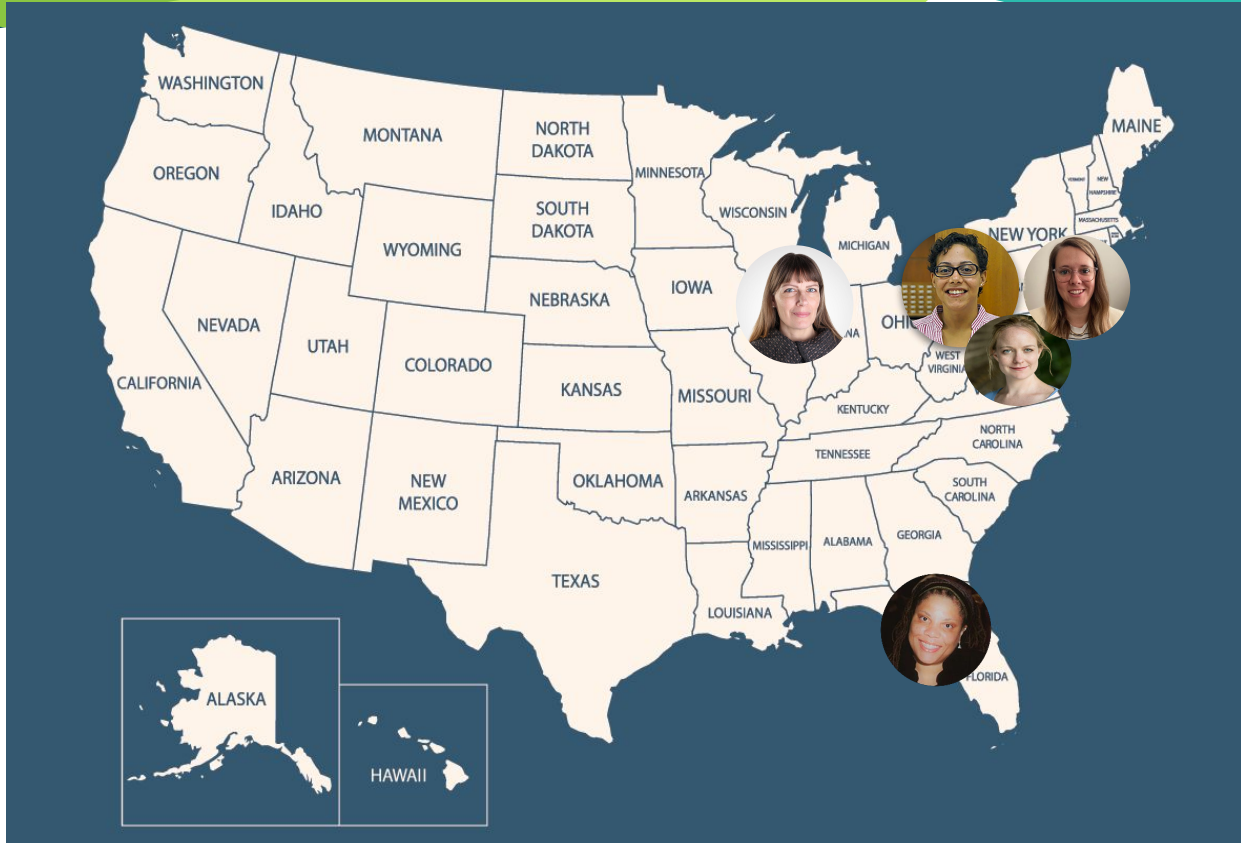 WASHINGTON
MONTANA
NORTH
DAKOTA
MINNESOTA
MAINE
OREGON
IDAHO
WYOMING
SOUTH
DAKOTA
WISCONSIN
MICHIGAN
VERMONT
NEW
HAMPSHIRE
MASSACHUSETTS
NEW YORK
NEVADA
UTAH
COLORADO
NEBRASKA
IOWA
NA
OHI
WEST
VIRGINIA
CALIFORNIA
KANSAS
MISSOURI
KENTUCKY
NORTH
CAROLINA
TENNESSEE
ARIZONA
NEW
MEXICO
OKLAHOMA
ARKANSAS
SOUTH
CAROLINA
MISSISSIPPI
ALABAMA
GEORGIA
TEXAS
LOUISIANA
FLORIDA
ALASKA
HAWAII